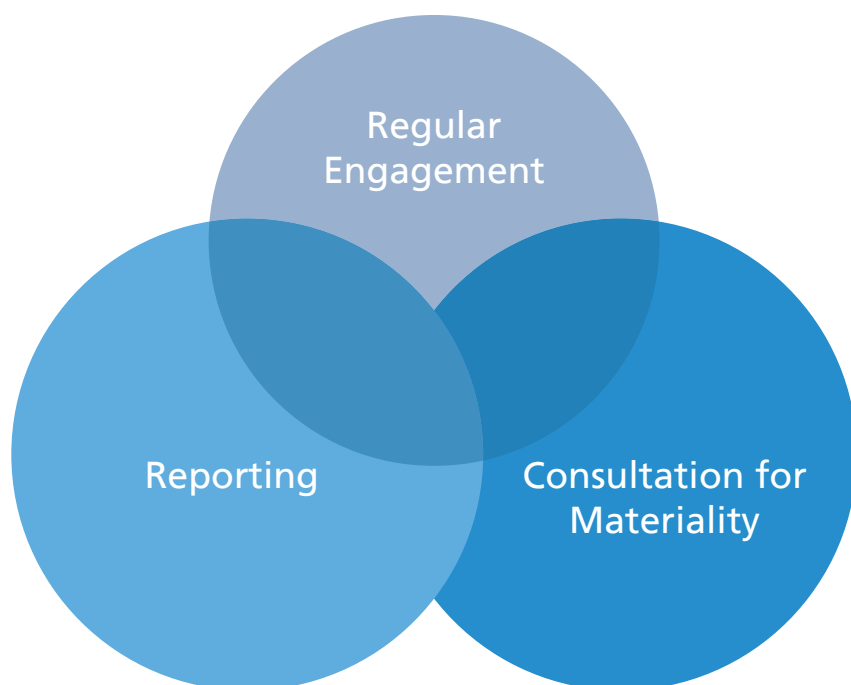 Regular
Engagement
Reporting
Consultation for
Materiality